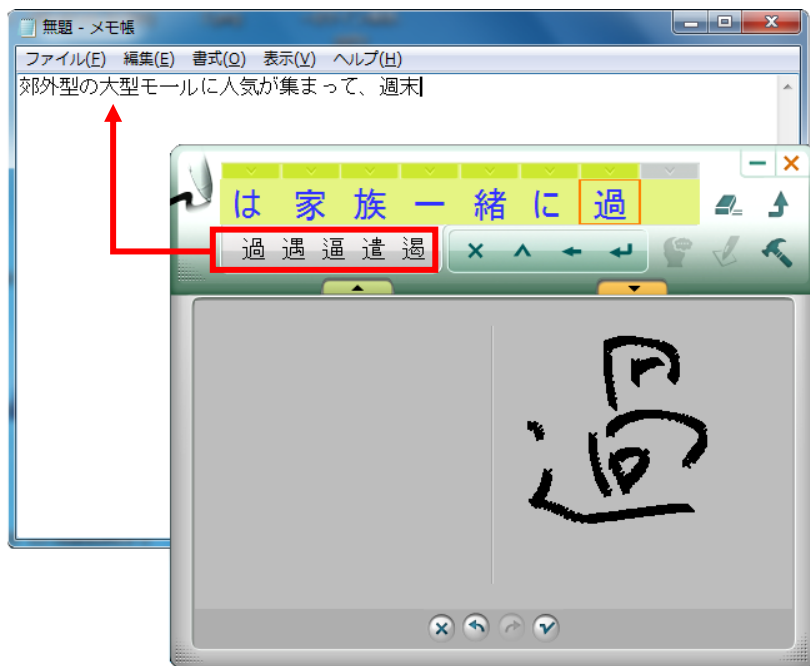 無題 - メモ帳
ファイル(F) 編集(E) 書式(O) 表示(V) ヘルプ(H)
郊外型の大型モールに人気が集まって、週末
は家族一緒に過
過 遇 逼 遣 遏
過